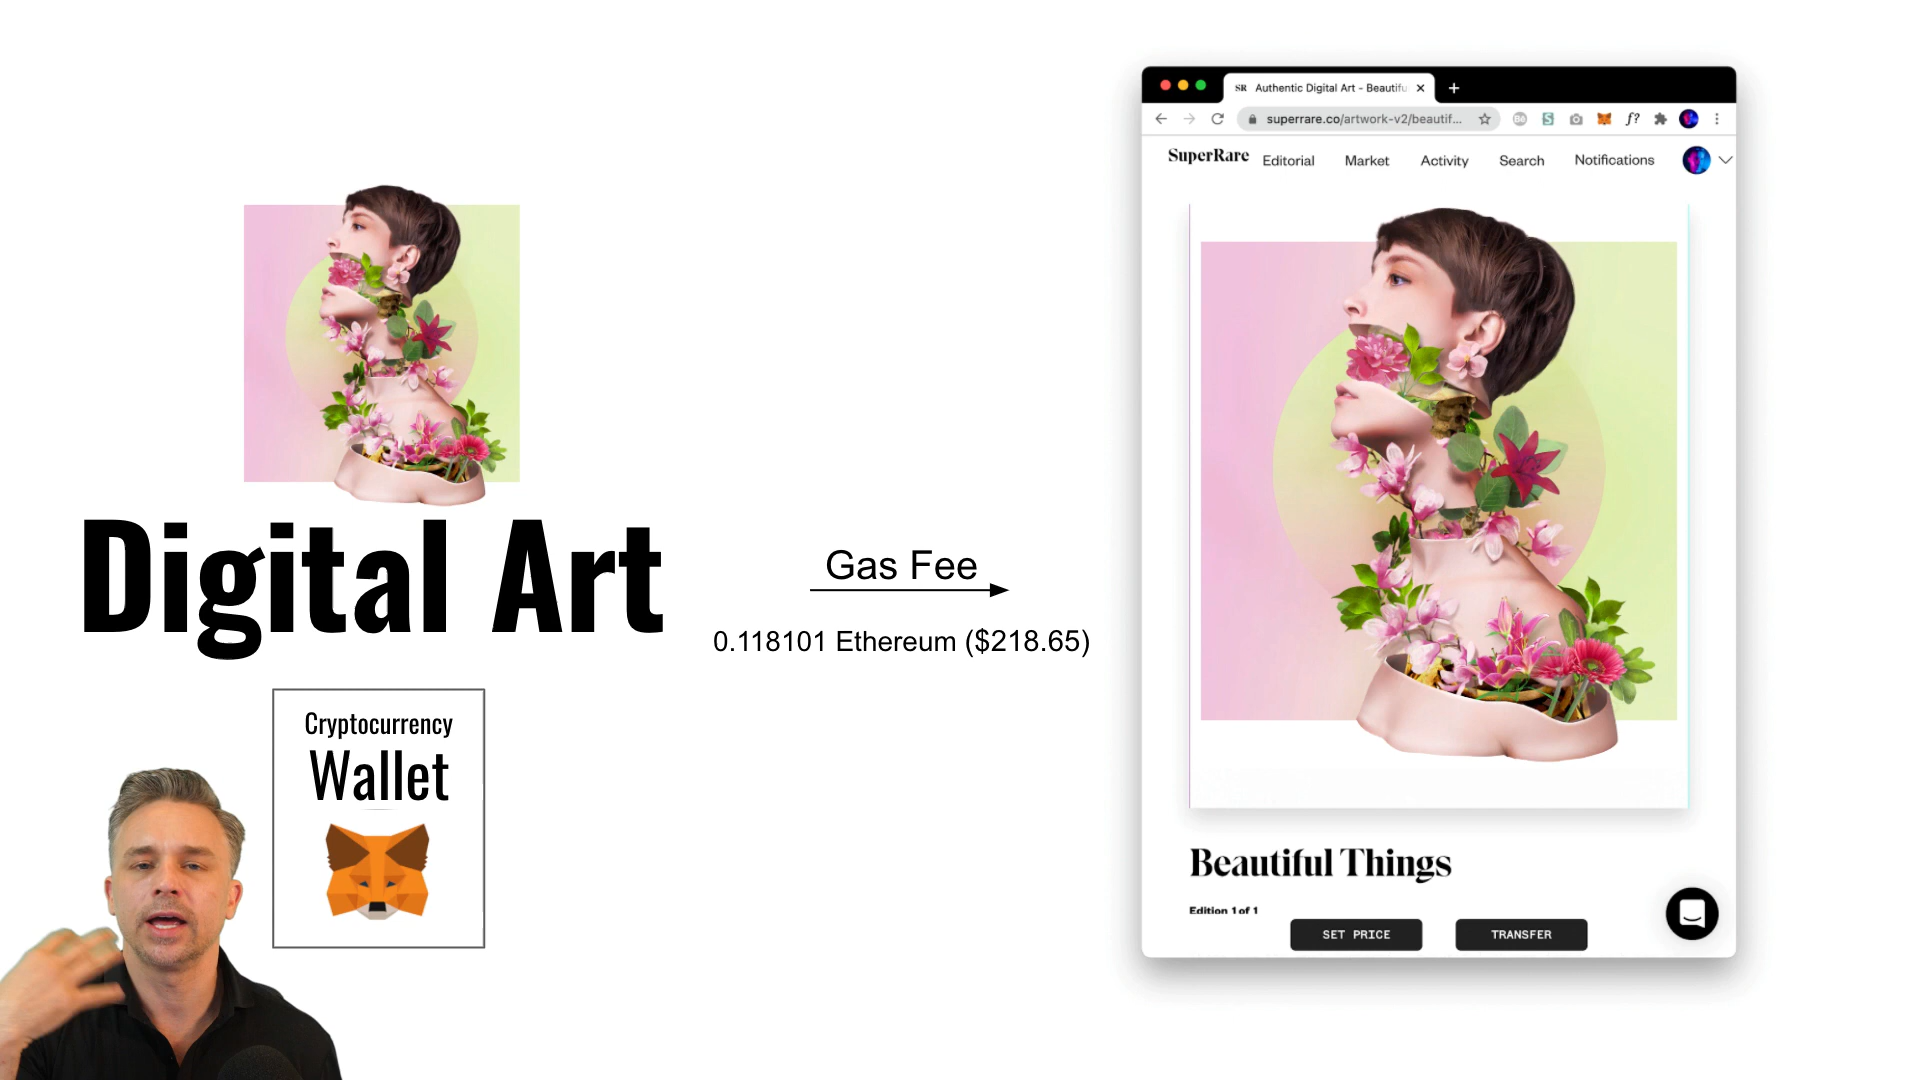 Digital Art
Cryptocurrency
Wallet
Gas Fee
0.118101 Ethereum ($218.65)
SR Authentic Digital Art - Beautifu
superrare.co/artwork-v2/beautif...
f?
SuperRare Editorial Market Activity Search Notifications
Beautiful Things
Edition 1 of 1
SET PRICE TRANSFER